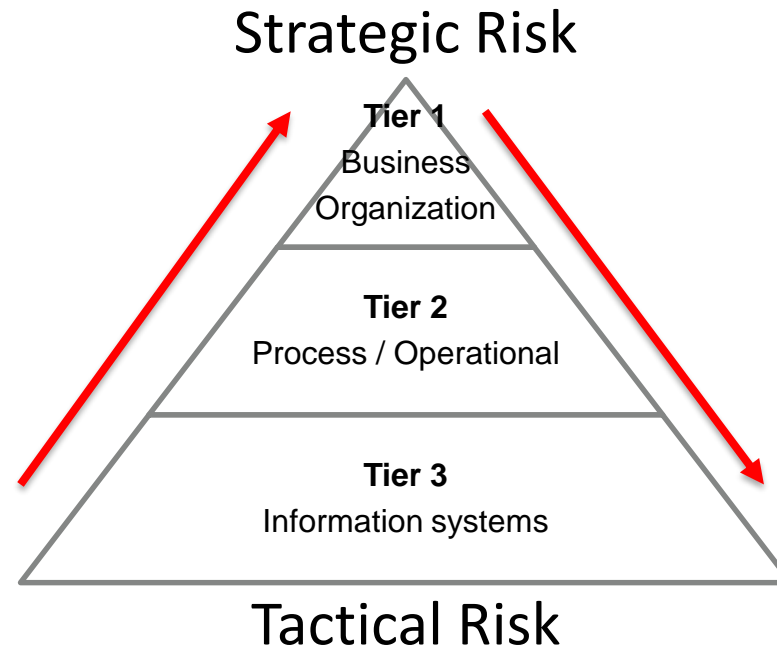 Strategic Risk
Tier 1
Business
Organization
Tier 2
Process / Operational
Tier 3
Information systems
Tactical Risk